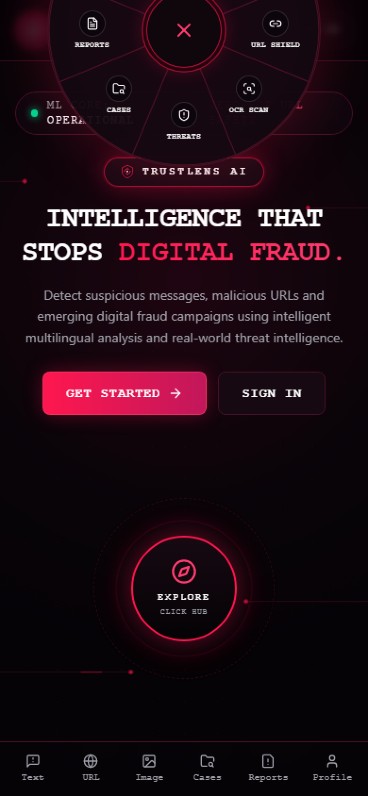 REPORTS
URL SHIELD
CASES
OCR SCAN
ML
OPERATIONAL
THREATS
TRUSTLENS AI
INTELLIGENCE THAT
STOPS DIGITAL FRAUD.
Detect suspicious messages, malicious URLs and
emerging digital fraud campaigns using intelligent
multilingual analysis and real-world threat intelligence.
GET STARTED →
SIGN IN
EXPLORE
CLICK HUB
Text
URL
Image
Cases
Reports
Profile